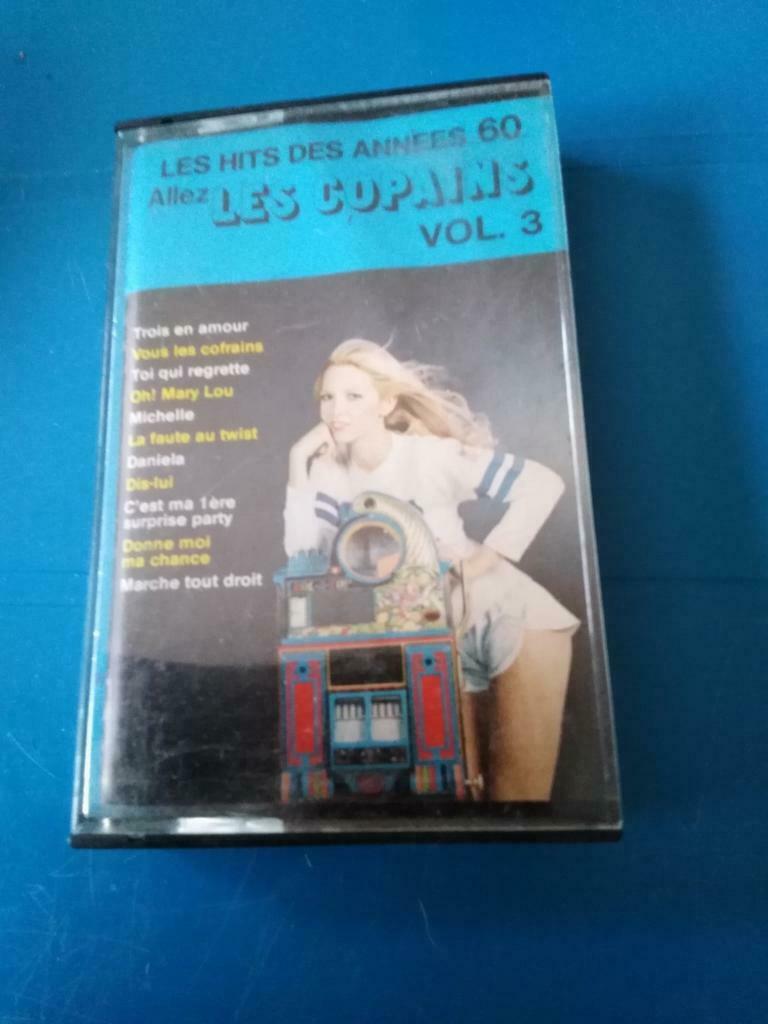 LES HITS DES ANNEES 60
Allez LES COPAINS
VOL. 3
Trois en amour
Vous les cofrains
Toi qui regrette
Oh! Mary Lou
Michelle
La faute au twist
Daniela
Dis-lui
C'est ma 1ère
surprise party
Donne moi
ma chance
Marche tout droit